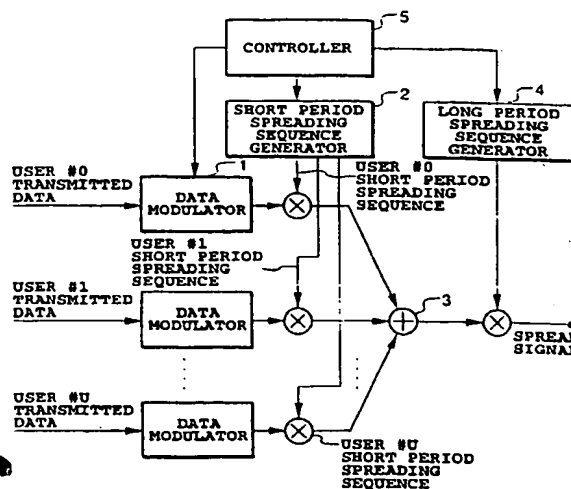 5
CONTROLLER
2
4
SHORT PERIOD
SPREADING
SEQUENCE
GENERATOR
LONG PERIOD
SPREADING
SEQUENCE
GENERATOR
USER #0
TRANSMITTED
DATA
1
DATA
MODULATOR
USER #0
SHORT PERIOD
SPREADING
SEQUENCE
USER #1
SHORT PERIOD
SPREADING
SEQUENCE
USER #1
TRANSMITTED
DATA
DATA
MODULATOR
3
SPREAD
SIGNAL
USER #U
TRANSMITTED
DATA
DATA
MODULATOR
USER #U
SHORT PERIOD
SPREADING
SEQUENCE